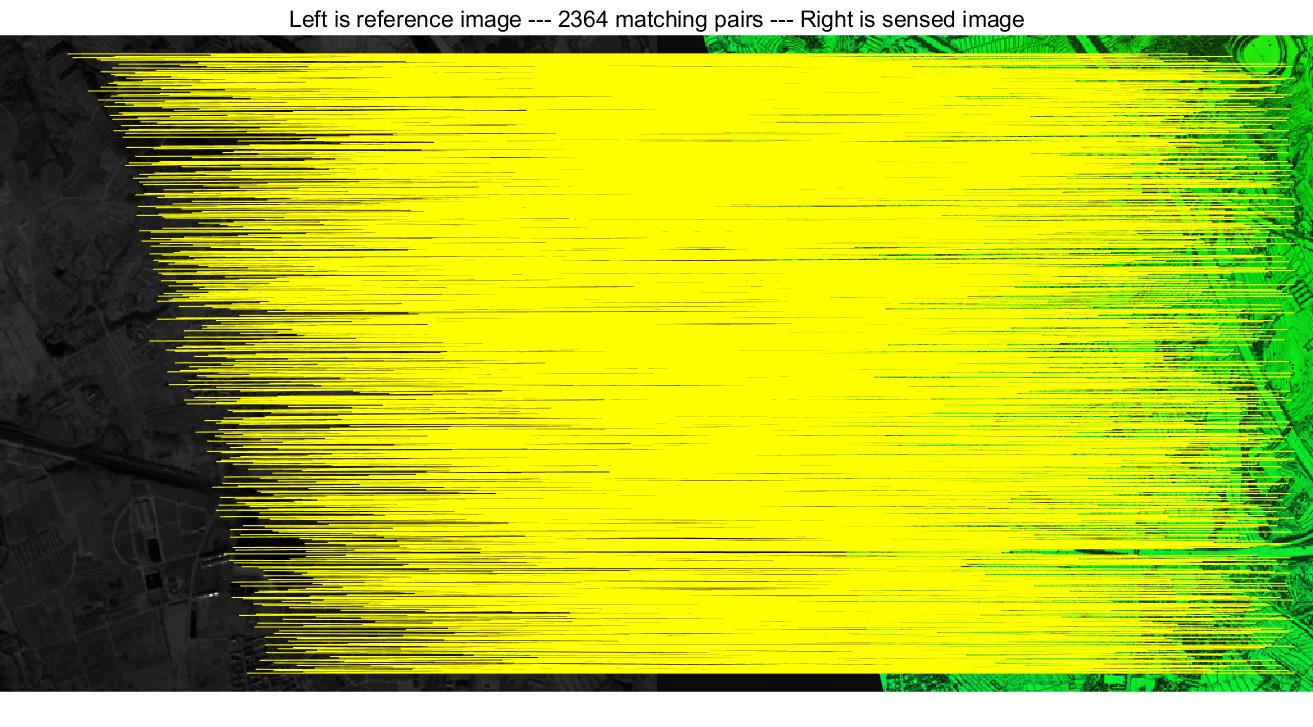 Left is reference image --- 2364 matching pairs --- Right is sensed image